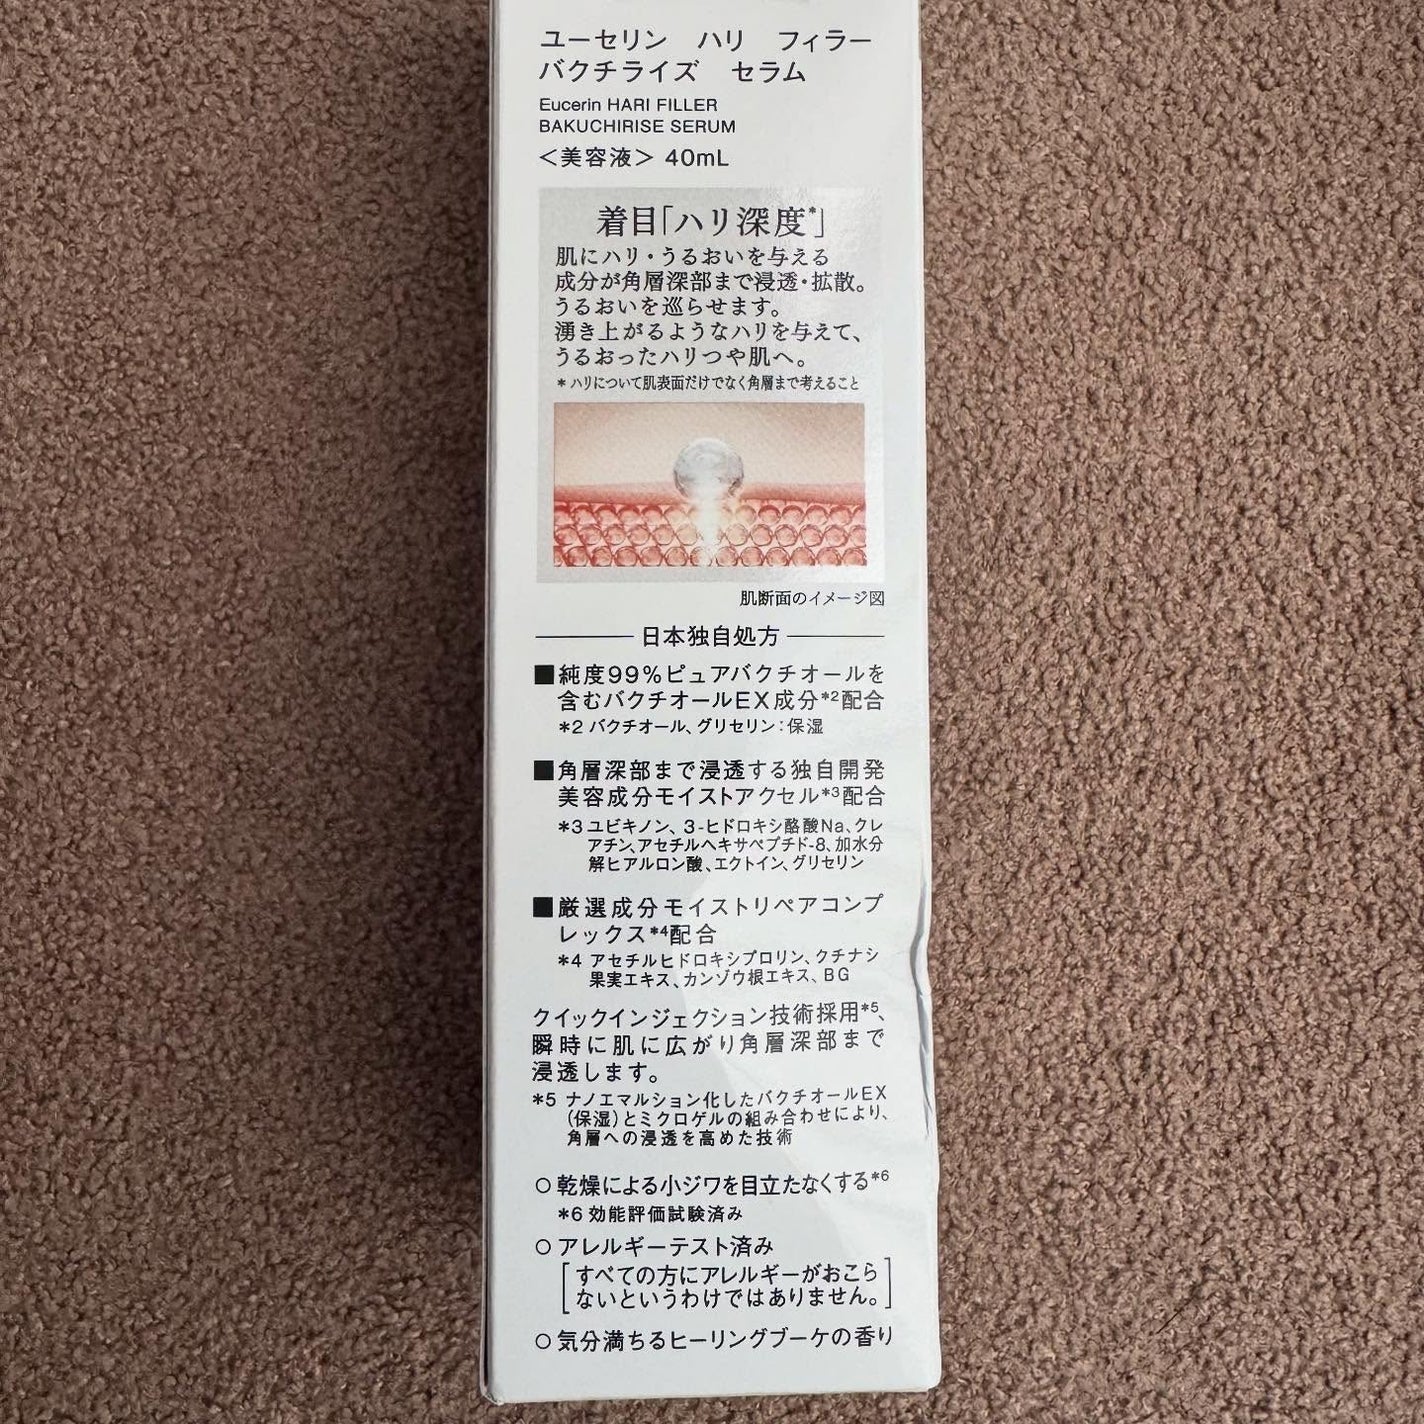 ユーセリン ハリ フィラー
バクチライズ セラム
Eucerin HARI FILLER
BAKUCHIRISE SERUM
＜美容液＞ 40mL
着目「ハリ深度*」
肌にハリ・うるおいを与える
成分が角層深部まで浸透・拡散。
うるおいを巡らせます。
湧き上がるようなハリを与えて、
うるおったハリつや肌へ。
*ハリについて肌表面だけでなく角層まで考えること
肌断面のイメージ図
日本独自処方
■純度99%ピュアバクチオールを
含むバクチオールEX成分*2配合
*2 バクチオール、グリセリン：保湿
■角層深部まで浸透する独自開発
美容成分モイストアクセル*3配合
*3 ユビキノン、3-ヒドロキシ酪酸Na、クレ
アチン、アセチルヘキサペプチド-8、加水分
解ヒアルロン酸、エクトイン、グリセリン
■厳選成分モイストリペアコンプ
レックス*4配合
*4 アセチルヒドロキシプロリン、クチナシ
果実エキス、カンゾウ根エキス、BG
クイックインジェクション技術採用*5、
瞬時に肌に広がり角層深部まで
浸透します。
*5 ナノエマルション化したバクチオールEX
（保湿）とミクロゲルの組み合わせにより、
角層への浸透を高めた技術
○乾燥による小ジワを目立たなくする*6
*6 効能評価試験済み
○アレルギーテスト済み
[すべての方にアレルギーがおこら
ないというわけではありません。]
○気分満ちるヒーリングブーケの香り